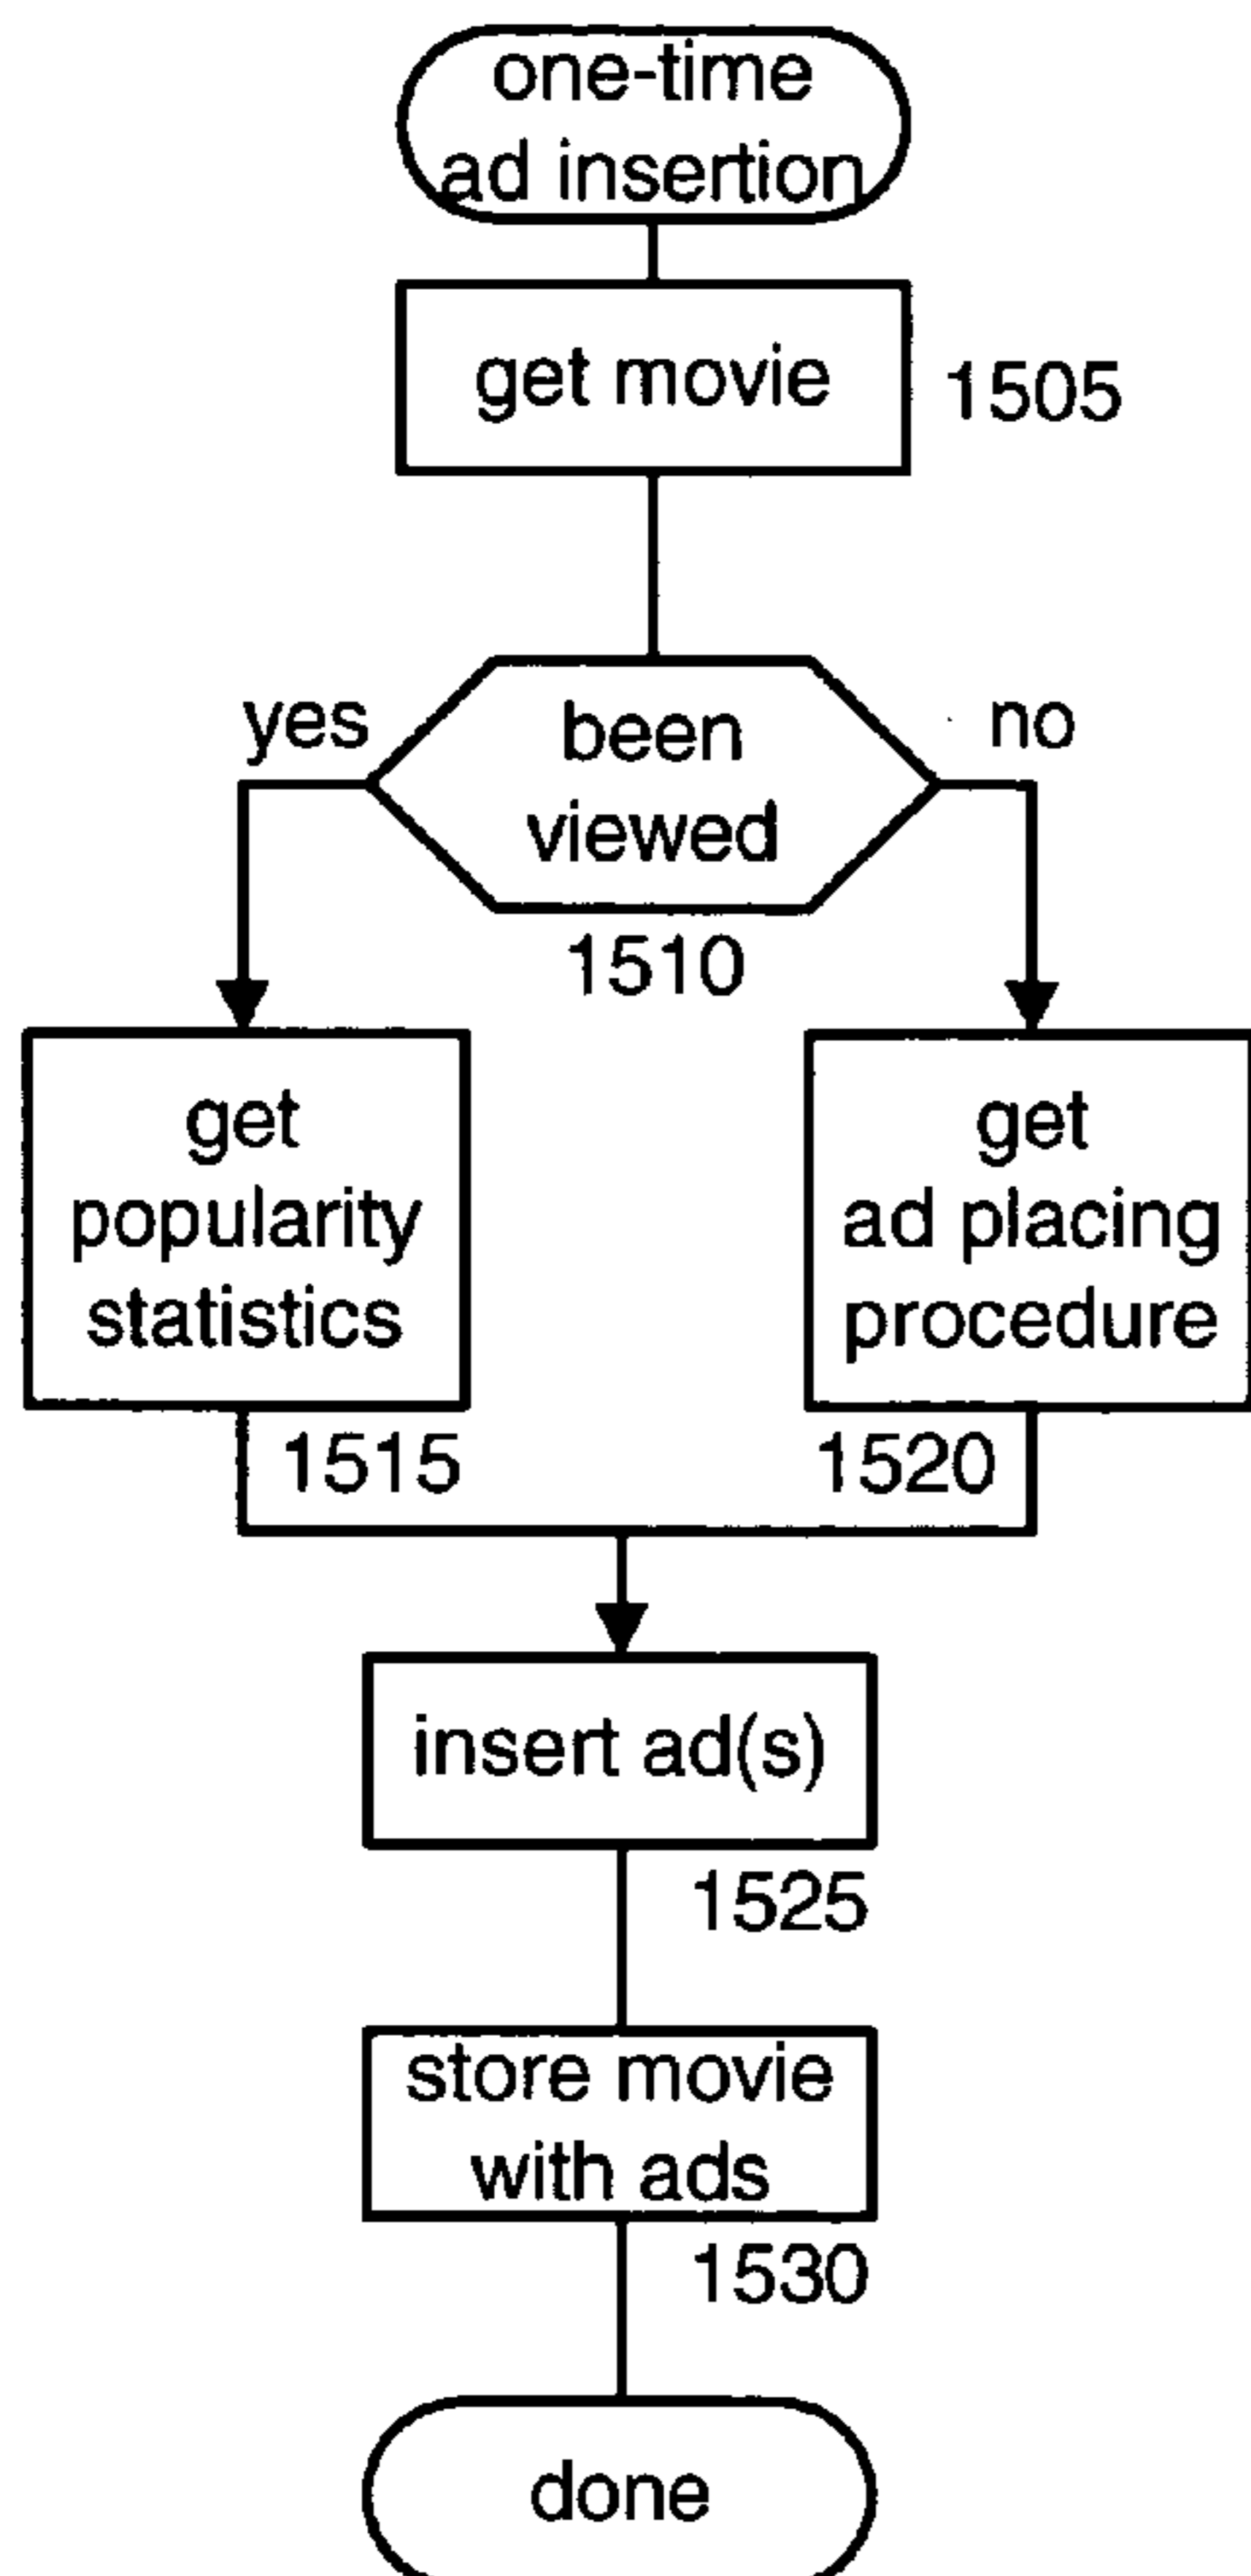 one-time
ad insertion
get movie
1505
yes
been
viewed
no
1510
get
popularity
statistics
get
ad placing
procedure
1515
1520
insert ad(s)
1525
store movie
with ads
1530
done